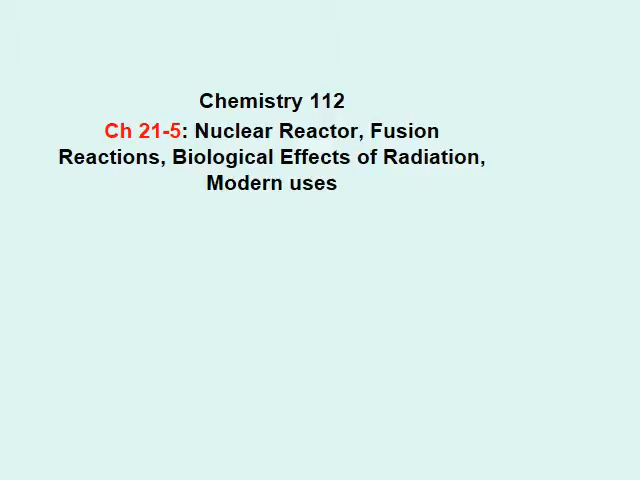 Chemistry 112
Ch 21-5: Nuclear Reactor, Fusion
Reactions, Biological Effects of Radiation,
Modern uses